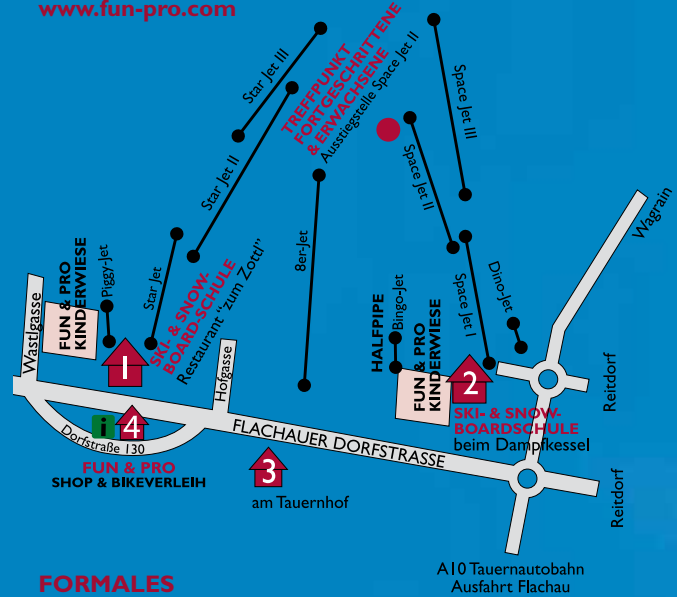 www.fun-pro.com
Star Jet III
TREFFPUNKT
FORTGESCHRITTENE
& ERWACHSENE
Ausstiegstelle Space Jet II
Space Jet III
Star Jet II
Space Jet II
Wagrain
8er-Jet
Space Jet I
Dino-Jet
FUN & PRO
KINDERWIESE
Piggy-Jet
Star Jet
SKI- & SNOW-
BOARD-SCHULE
Restaurant "zum Zottl"
Wastlgasse
Hofgasse
HALFPIPE
Bingo-Jet
FUN & PRO
KINDERWIESE
1
2
Reitdorf
SKI- & SNOW-
BOARDSCHULE
beim Dampfkessel
i
4
Dorfstraße 130
FLACHAUER DORFSTRASSE
FUN & PRO
SHOP & BIKEVERLEIH
3
am Tauernhof
Reitdorf
A10 Tauernautobahn
Ausfahrt Flachau
FORMALES